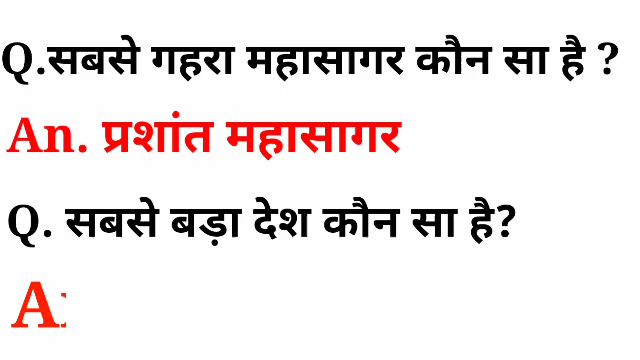 Q.सबसे गहरा महासागर कौन सा है ?
An. प्रशांत महासागर
Q. सबसे बड़ा देश कौन सा है?
A